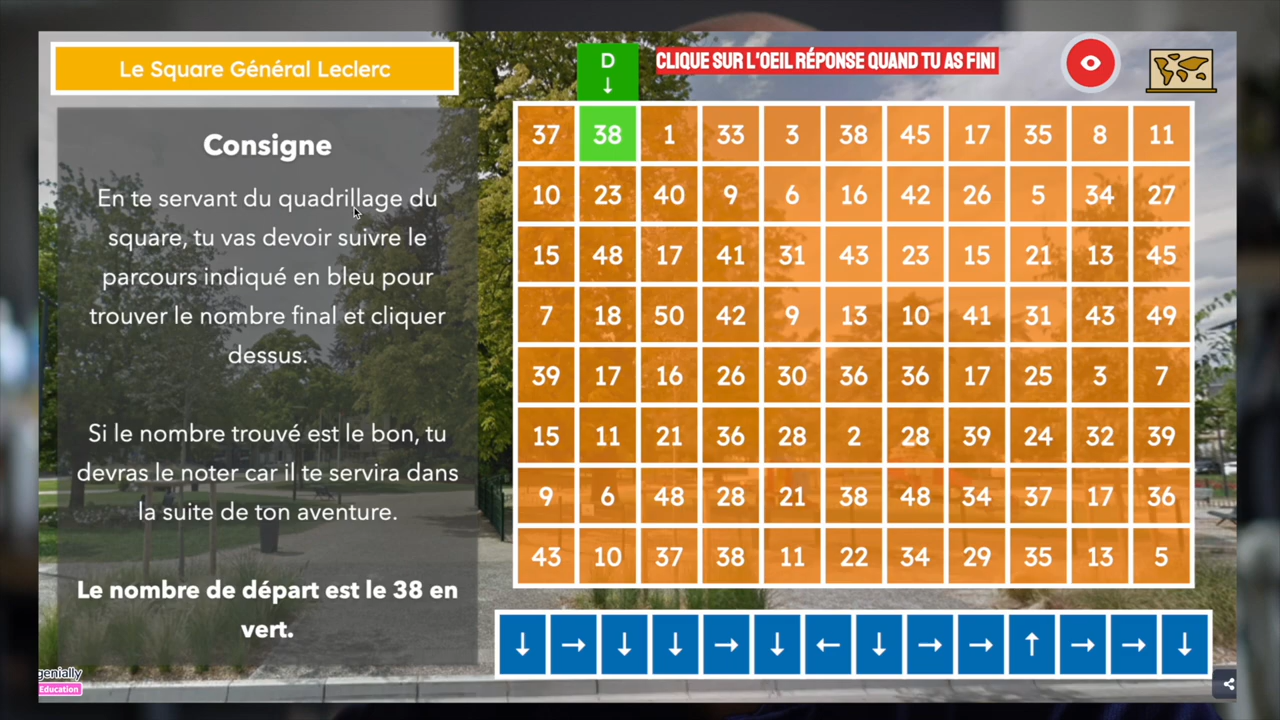 Le Square Général Leclerc
D
↓
CLIQUE SUR L'OEIL RÉPONSE QUAND TU AS FINI
Consigne
En te servant du quadrillage du
square, tu vas devoir suivre le
parcours indiqué en bleu pour
trouver le nombre final et cliquer
dessus.
Si le nombre trouvé est le bon, tu
devras le noter car il te servira dans
la suite de ton aventure.
Le nombre de départ est le 38 en
vert.
37 38 1 33 3 38 45 17 35 8 11
10 23 40 9 6 16 42 26 5 34 27
15 48 17 41 31 43 23 15 21 13 45
7 18 50 42 9 13 10 41 31 43 49
39 17 16 26 30 36 36 17 25 3 7
15 11 21 36 28 2 28 39 24 32 39
9 6 48 28 21 38 48 34 37 17 36
43 10 37 38 11 22 34 29 35 13 5
↓ → ↓ ↓ → ↓ ← ↓ → → ↑ → → ↓
genially
Education